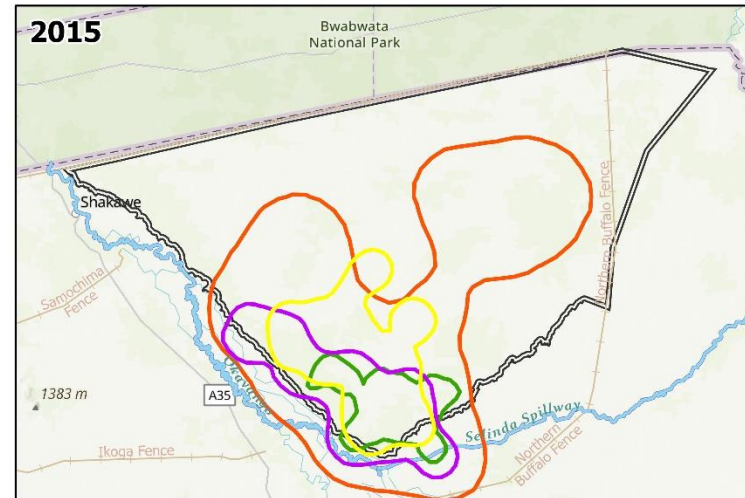 2015
Bwabwata
National Park
Shakawe
Samochima
Fence
Northern Buffalo Fence
1383 m
A35
Okavango
Selinda Spillway
Ikoga Fence
Northern
Buffalo Fence